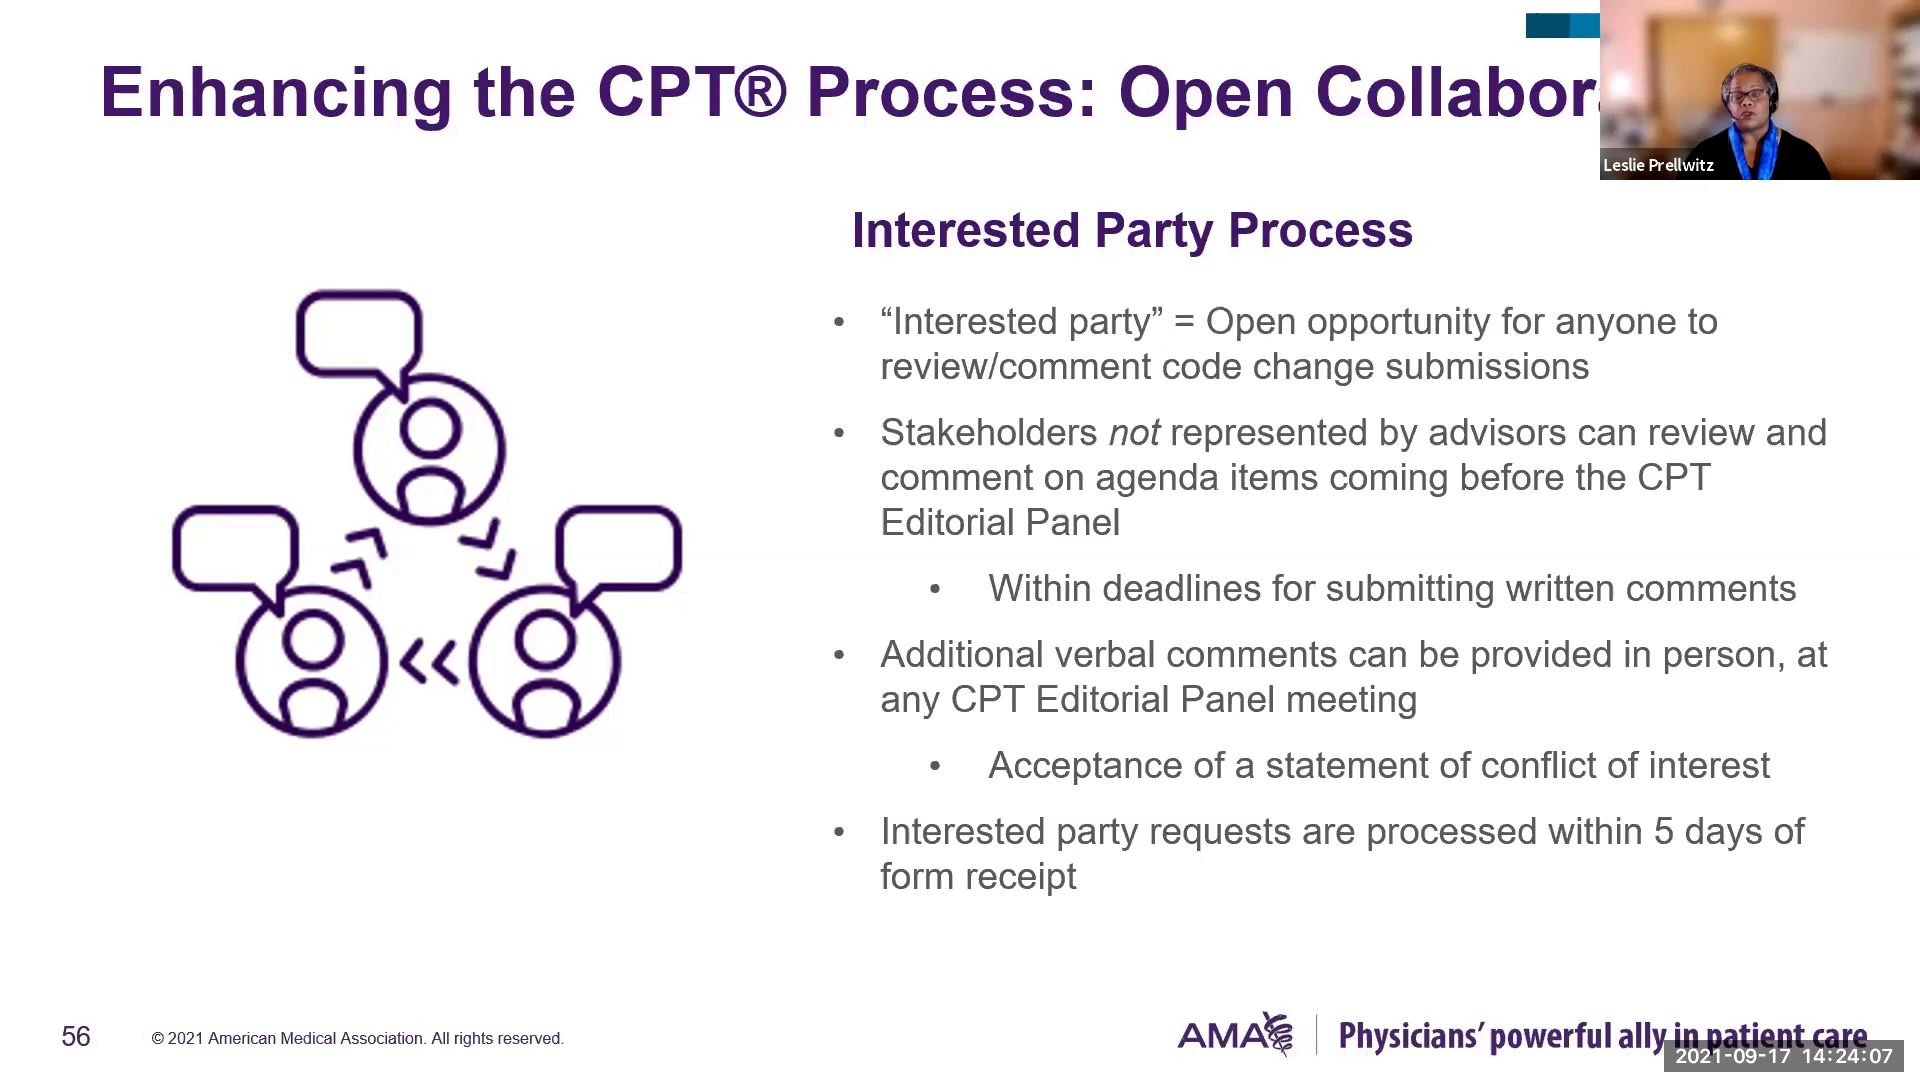 Enhancing the CPT® Process: Open
Leslie Prellwitz
Interested Party Process
• “Interested party” = Open opportunity for anyone to
review/comment code change submissions
• Stakeholders not represented by advisors can review and
comment on agenda items coming before the CPT
Editorial Panel
• Within deadlines for submitting written comments
• Additional verbal comments can be provided in person, at
any CPT Editorial Panel meeting
• Acceptance of a statement of conflict of interest
• Interested party requests are processed within 5 days of
form receipt
56
© 2021 American Medical Association. All rights reserved.
AMA
Physicians’ powerful ally in patient care
2021-09-17 14:24:07